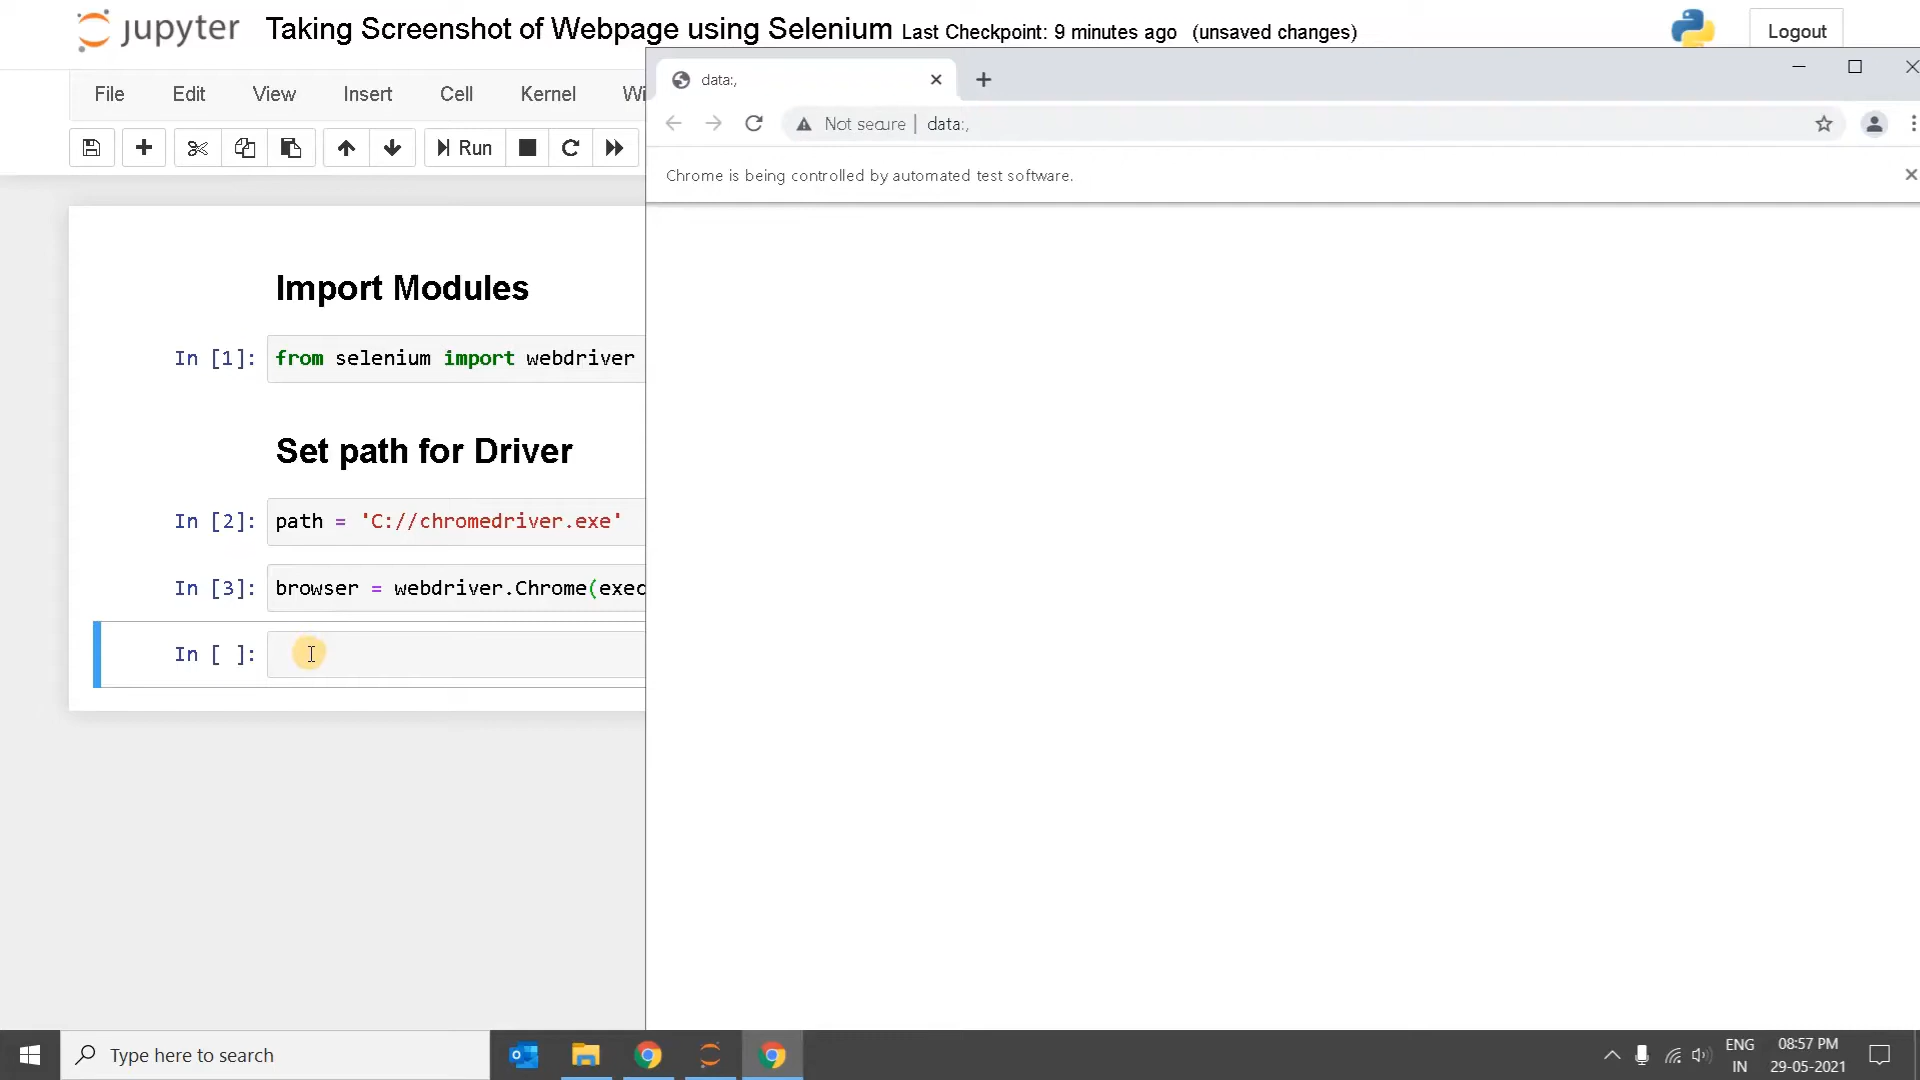 jupyter Taking Screenshot of Webpage using Selenium Last Checkpoint: 9 minutes ago (unsaved changes)
Logout
File Edit View Insert Cell Kernel Wi
Run
data:,
Not secure | data:,
Chrome is being controlled by automated test software.
Import Modules
In [1]: from selenium import webdriver
Set path for Driver
In [2]: path = 'C://chromedriver.exe'
In [3]: browser = webdriver.Chrome(exec
In [ ]:
Type here to search
ENG
IN
08:57 PM
29-05-2021